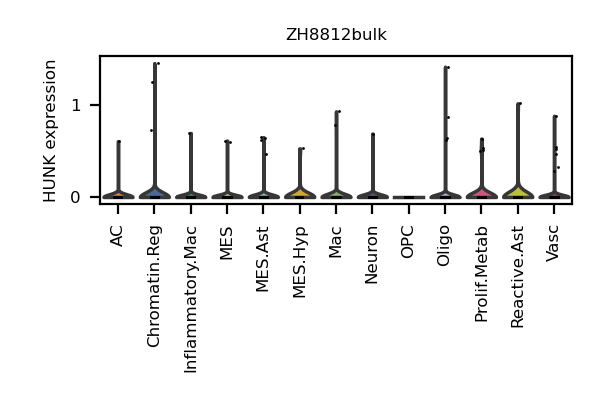 ZH8812bulk
HUNK expression
1
0
AC
Chromatin.Reg
Inflammatory.Mac
MES
MES.Ast
MES.Hyp
Mac
Neuron
OPC
Oligo
Prolif.Metab
Reactive.Ast
Vasc